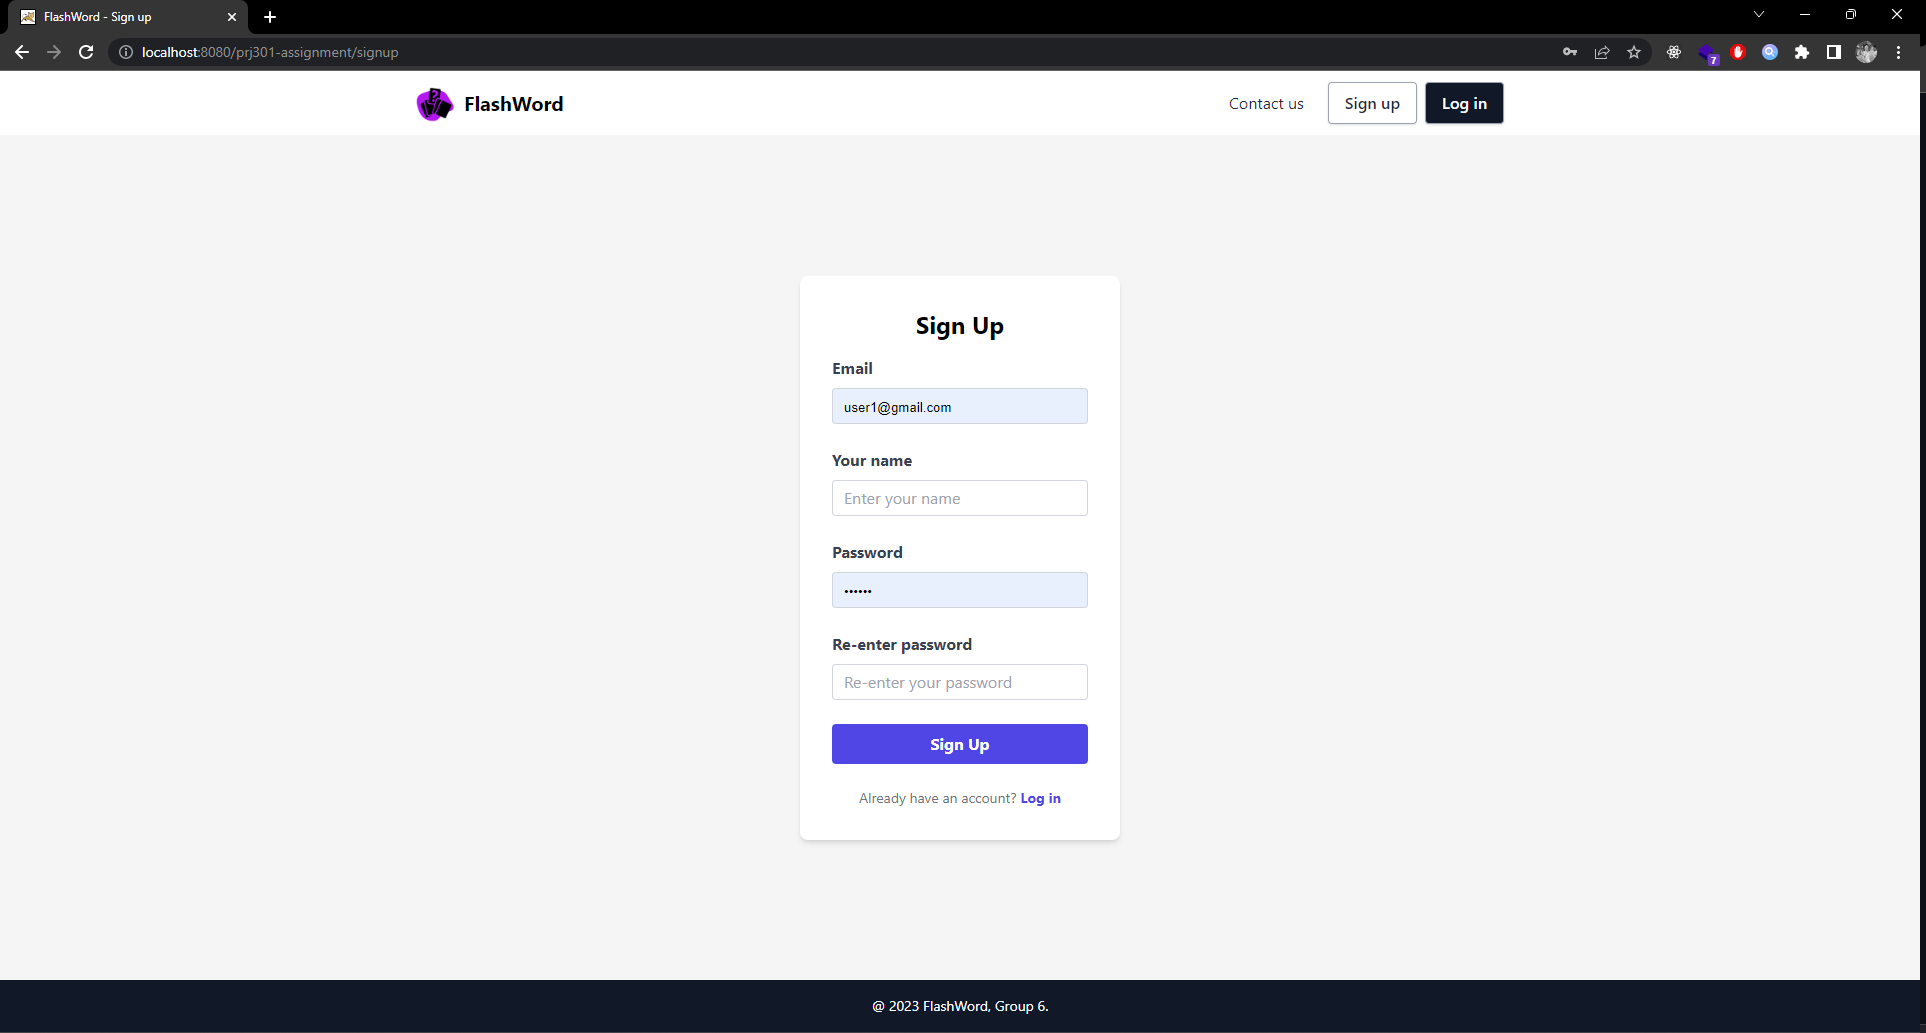 FlashWord - Sign up
localhost:8080/prj301-assignment/signup
7
FlashWord
Contact us
Sign up
Log in
Sign Up
Email
user1@gmail.com
Your name
Enter your name
Password
••••••
Re-enter password
Re-enter your password
Sign Up
Already have an account? Log in
@ 2023 FlashWord, Group 6.